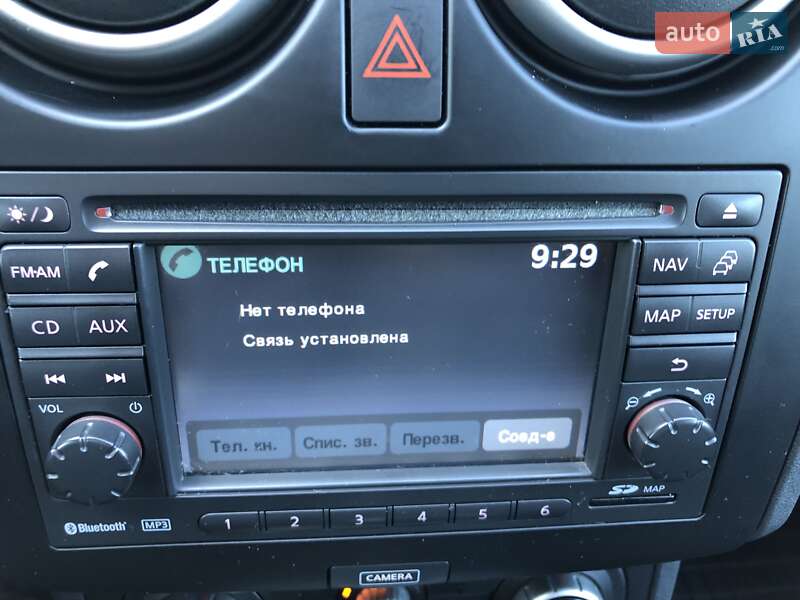 auto RIA .com
ТЕЛЕФОН 9:29
FM•AM NAV
Нет телефона
CD AUX MAP SETUP
Связь установлена
VOL
Тел. кн. Спис. зв. Перезв. Соед-е
Bluetooth MP3 1 2 3 4 5 6 SD MAP
CAMERA